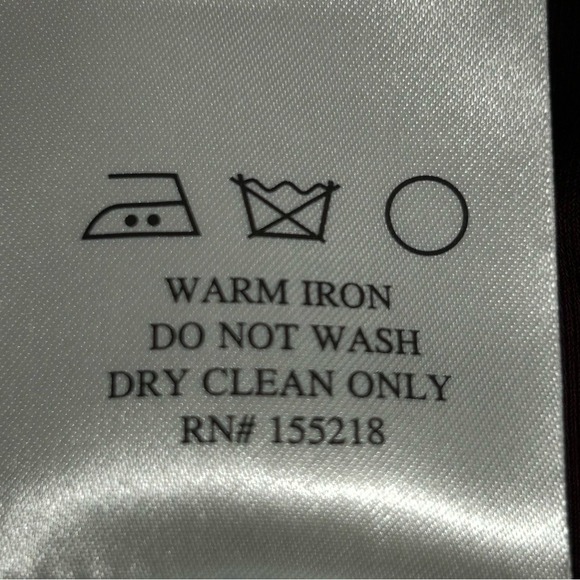 WARM IRON
DO NOT WASH
DRY CLEAN ONLY
RN# 155218